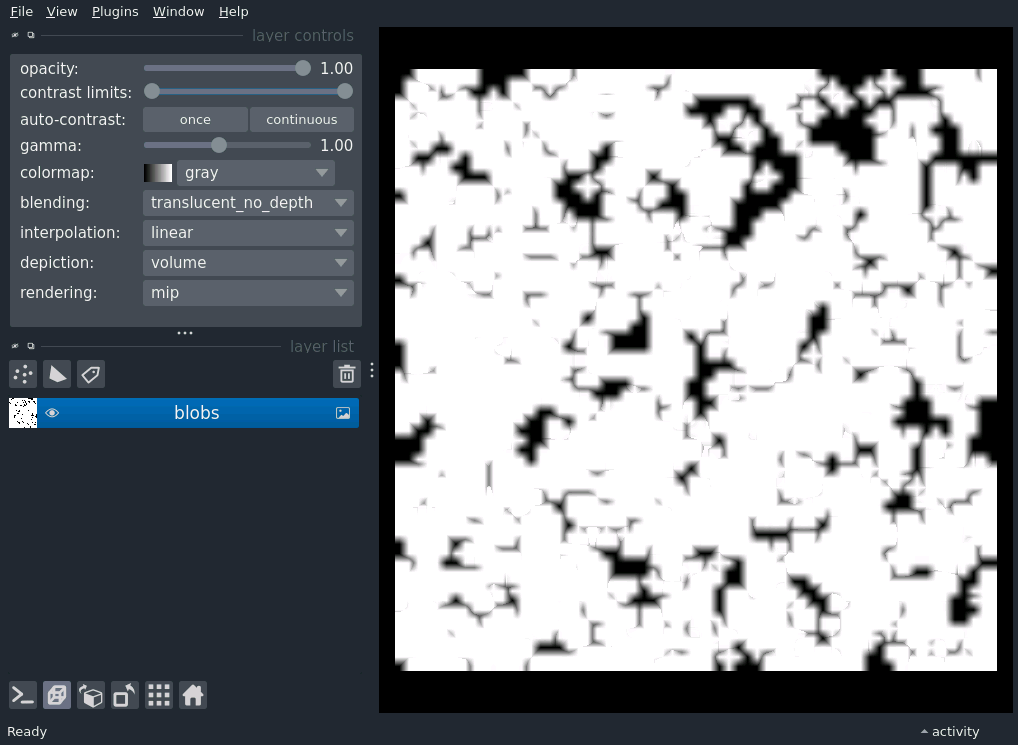 File View Plugins Window Help
layer controls
opacity: 1.00
contrast limits:
auto-contrast: once continuous
gamma: 1.00
colormap: gray
blending: translucent_no_depth
interpolation: linear
depiction: volume
rendering: mip
layer list
blobs
Ready activity